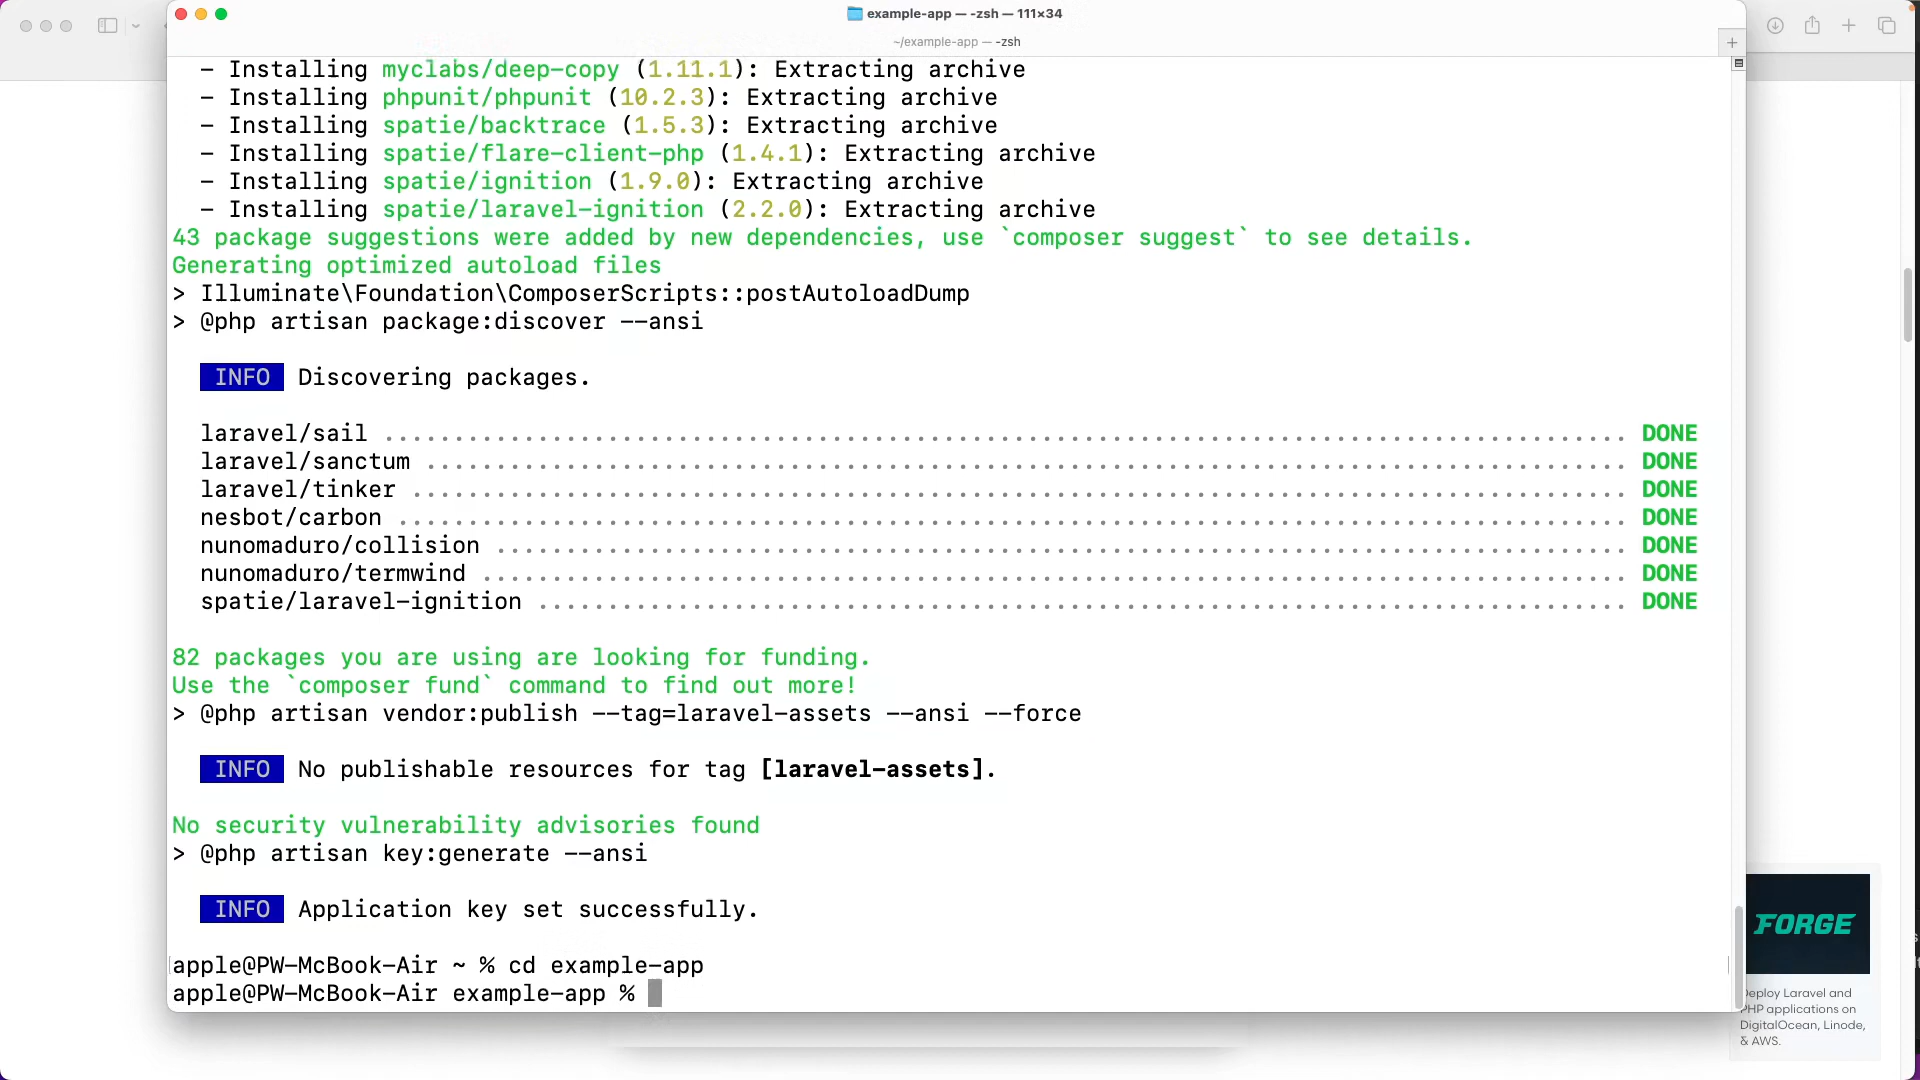 example-app — -zsh — 111×34
~/example-app — -zsh
– Installing myclabs/deep-copy (1.11.1): Extracting archive
– Installing phpunit/phpunit (10.2.3): Extracting archive
– Installing spatie/backtrace (1.5.3): Extracting archive
– Installing spatie/flare-client-php (1.4.1): Extracting archive
– Installing spatie/ignition (1.9.0): Extracting archive
– Installing spatie/laravel-ignition (2.2.0): Extracting archive
43 package suggestions were added by new dependencies, use `composer suggest` to see details.
Generating optimized autoload files
> Illuminate\Foundation\ComposerScripts::postAutoloadDump
> @php artisan package:discover --ansi
INFO Discovering packages.
laravel/sail ........................................................................................ DONE
laravel/sanctum ..................................................................................... DONE
laravel/tinker ...................................................................................... DONE
nesbot/carbon ....................................................................................... DONE
nunomaduro/collision ................................................................................ DONE
nunomaduro/termwind ................................................................................. DONE
spatie/laravel-ignition ............................................................................. DONE
82 packages you are using are looking for funding.
Use the `composer fund` command to find out more!
> @php artisan vendor:publish --tag=laravel-assets --ansi --force
INFO No publishable resources for tag [laravel-assets].
No security vulnerability advisories found
> @php artisan key:generate --ansi
INFO Application key set successfully.
apple@PW-McBook-Air ~ % cd example-app
apple@PW-McBook-Air example-app %
FORGE
Deploy Laravel and
PHP applications on
DigitalOcean, Linode,
& AWS.